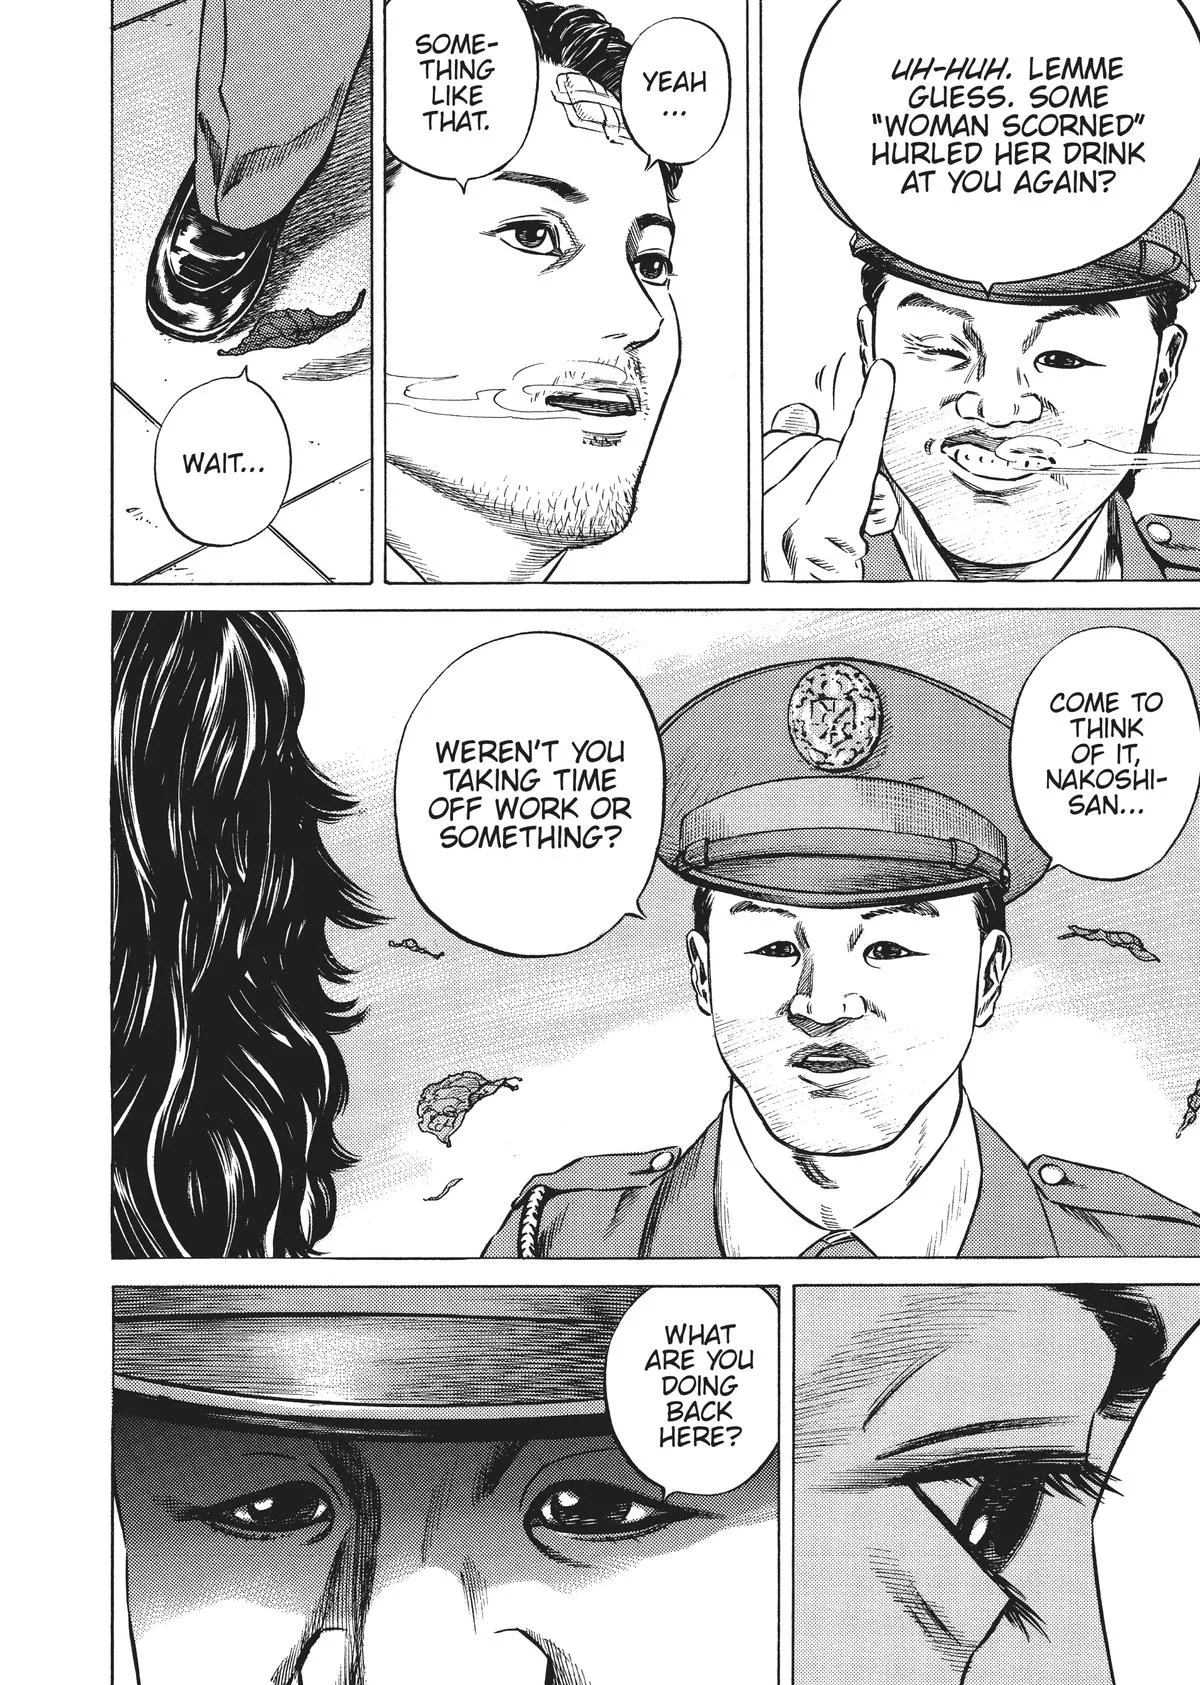 UH-HUH. LEMME
GUESS. SOME
"WOMAN SCORNED"
HURLED HER DRINK
AT YOU AGAIN?
YEAH
...
SOME-
THING
LIKE
THAT.
WAIT...
COME TO
THINK
OF IT,
NAKOSHI-
SAN...
WEREN'T YOU
TAKING TIME
OFF WORK OR
SOMETHING?
WHAT
ARE YOU
DOING
BACK
HERE?